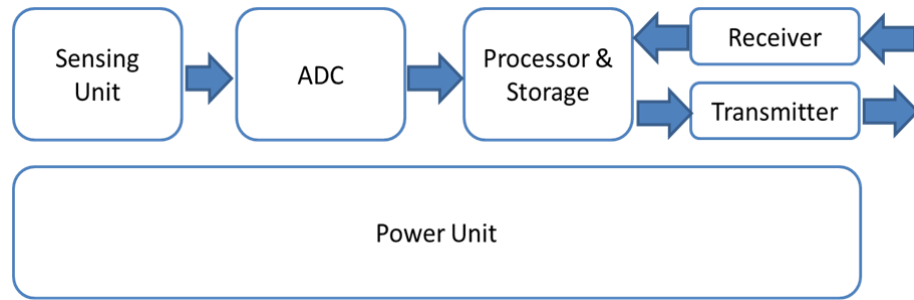 Sensing
Unit
ADC
Processor &
Storage
Receiver
Transmitter
Power Unit